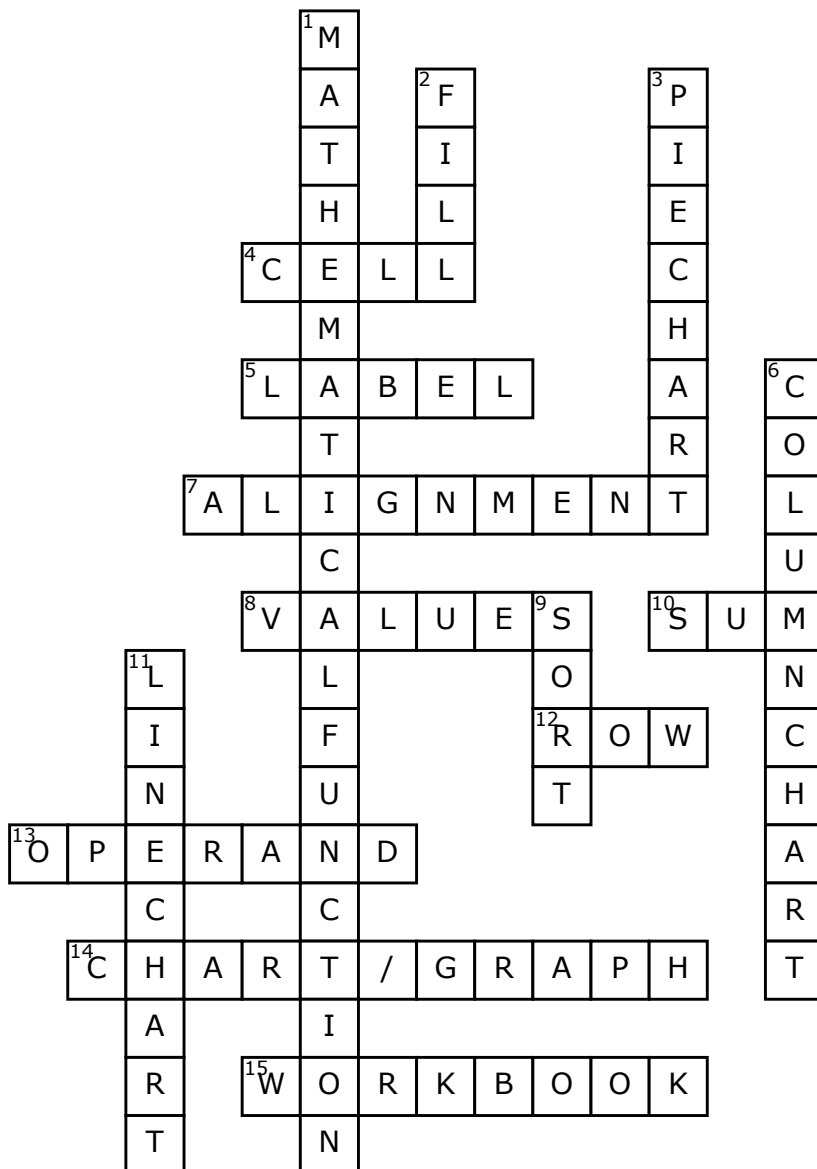 1 M
A 2 F 3 P
T I I
H L E
4 C E L L C
M H
5 L A B E L A 6 C
T R O
7 A L I G N M E N T L
C U
8 V A L U E 9 S 10 S U M
11 L L O N
I F 12 R O W C
N U T H
13 O P E R A N D A
C C R
14 C H A R T / G R A P H T
A I
R 15 W O R K B O O K
T N